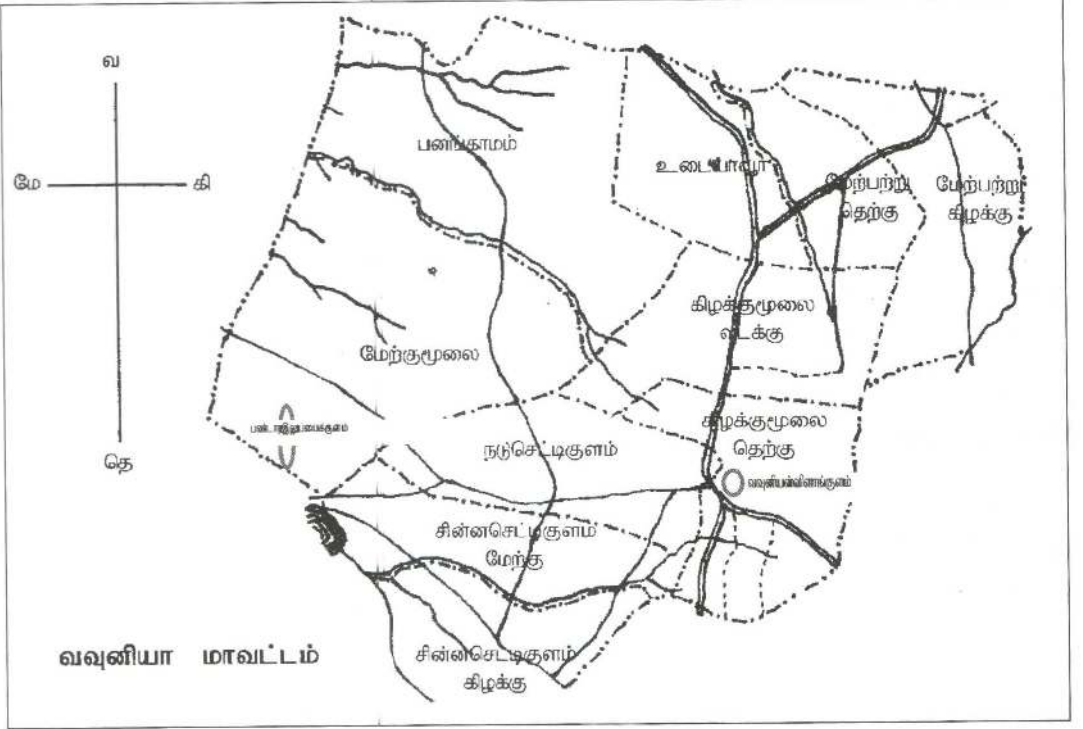 வ
மே
கி
தெ
பனங்காமம்
உடையாவூர்
மேற்பற்று
தெற்கு
மேற்பற்று
கிழக்கு
கிழக்குமூலை
வடக்கு
மேற்குமூலை
கிழக்குமூலை
தெற்கு
நடுசெட்டிகுளம்
சின்னசெட்டிகுளம்
மேற்கு
சின்னசெட்டிகுளம்
கிழக்கு
வவுனியா மாவட்டம்